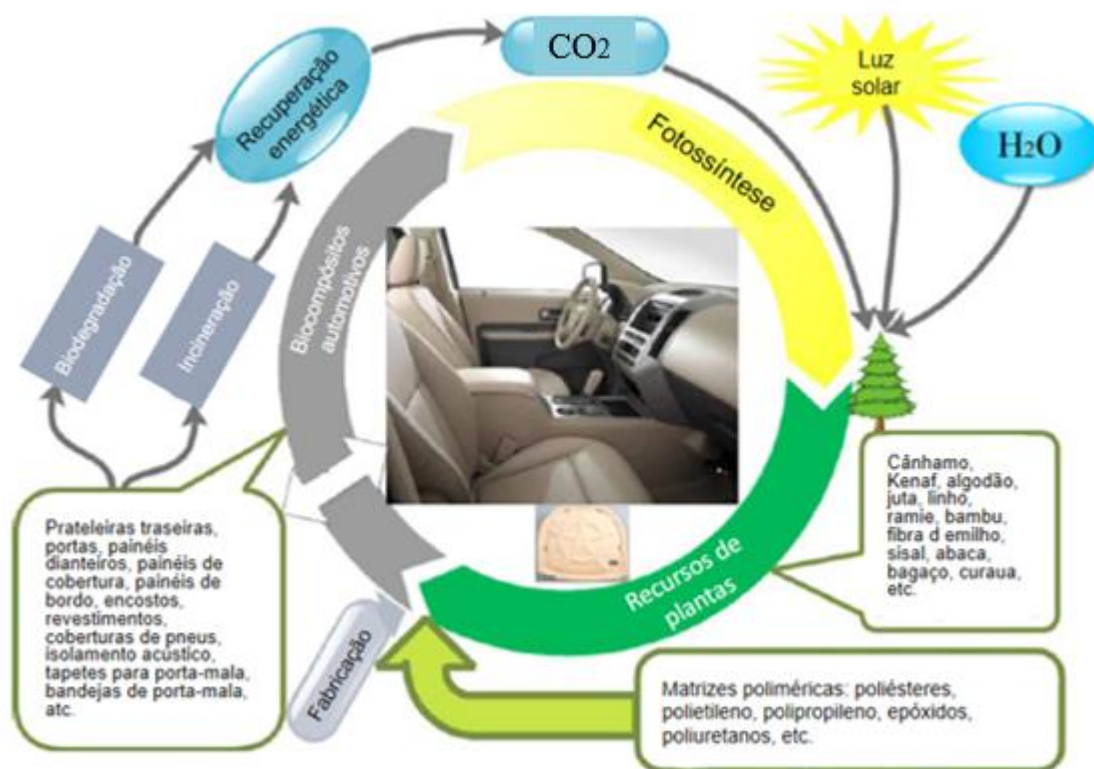 CO2
Luz
solar
H2O
Recuperação
energética
Fotossíntese
Biodegradação
Incineração
Biocompósitos
automotivos
Cânhamo,
Kenaf, algodão,
juta, linho,
ramie, bambu,
fibra d emilho,
sisal, abaca,
bagaço, curaua,
etc.
Prateleiras traseiras,
portas, painéis
dianteiros, painéis de
cobertura, painéis de
bordo, encostos,
revestimentos,
coberturas de pneus,
isolamento acústico,
tapetes para porta-mala,
bandejas de porta-mala,
atc.
Recursos de
plantas
Fabricação
Matrizes poliméricas: poliésteres,
polietileno, polipropileno, epóxidos,
poliuretanos, etc.